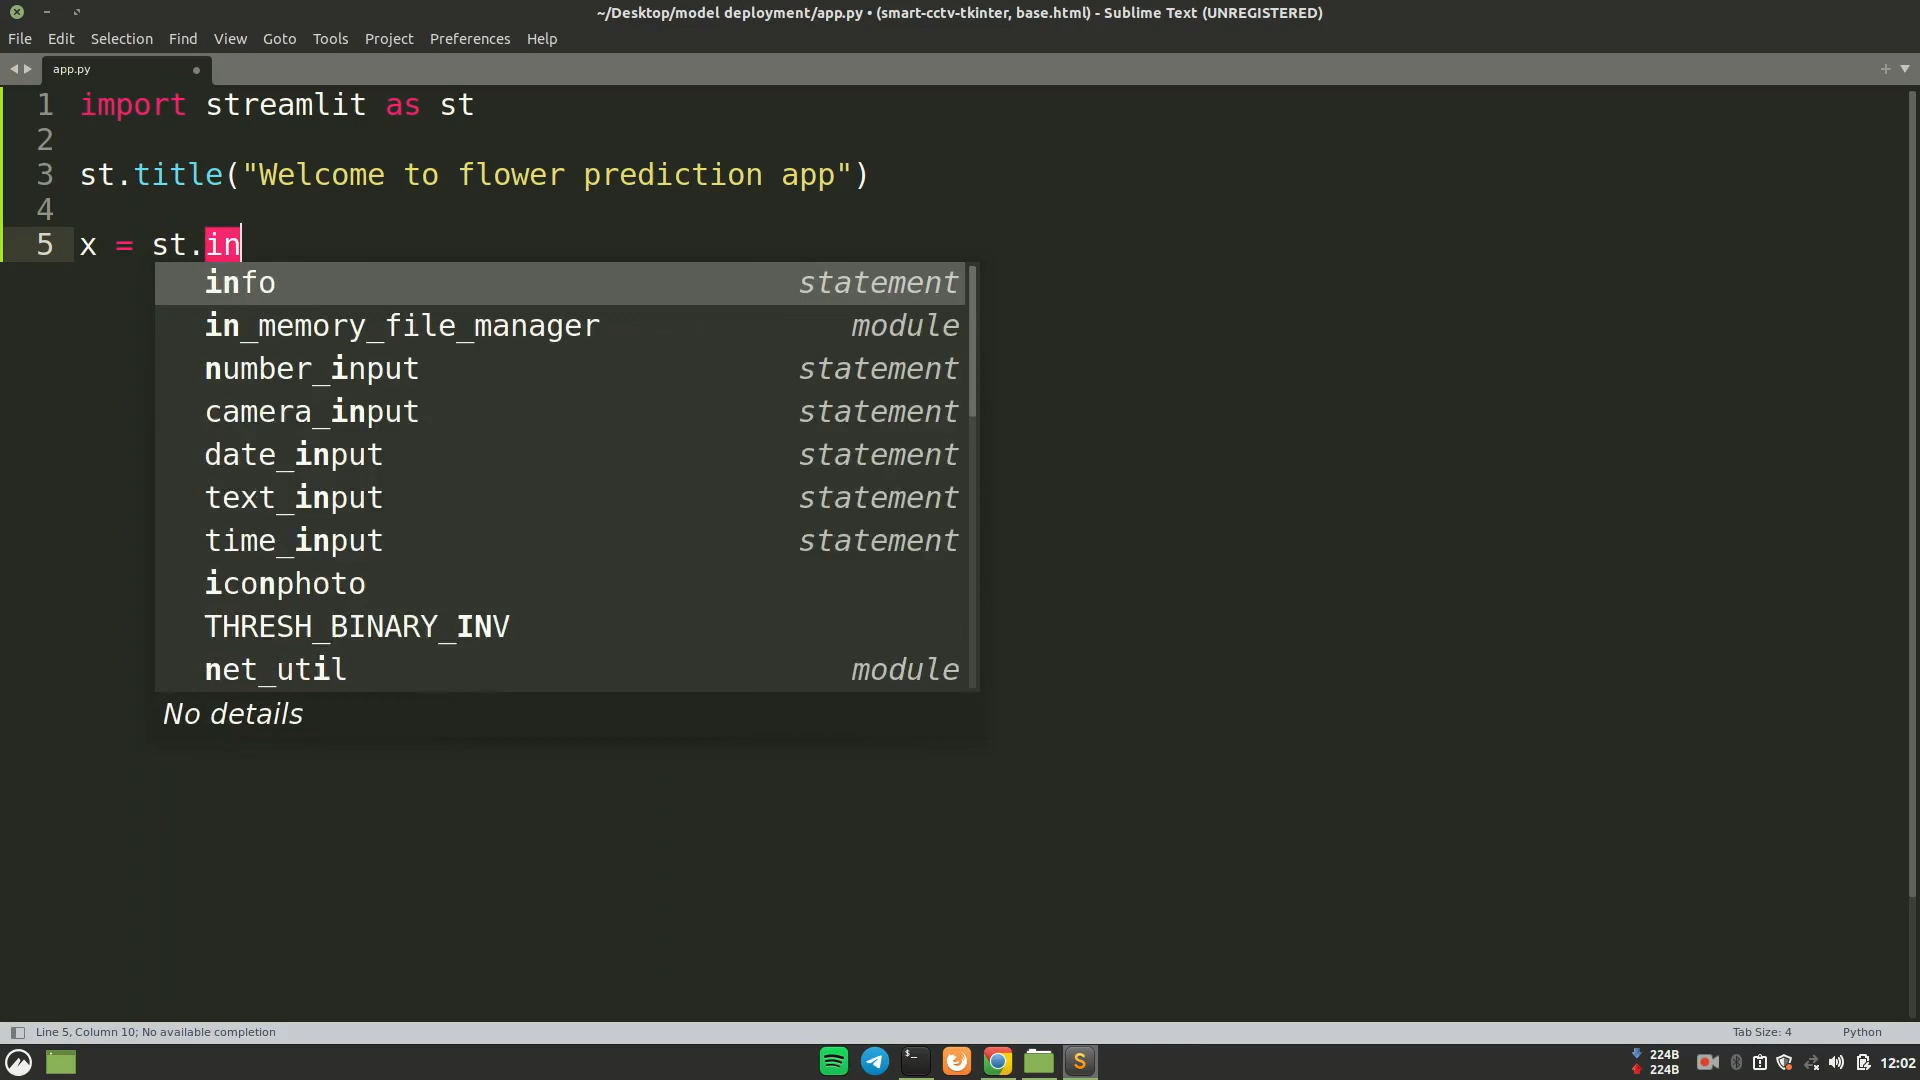 ~/Desktop/model deployment/app.py • (smart-cctv-tkinter, base.html) - Sublime Text (UNREGISTERED)
File Edit Selection Find View Goto Tools Project Preferences Help
app.py
1 import streamlit as st
2
3 st.title("Welcome to flower prediction app")
4
5 x = st.in
info statement
in_memory_file_manager module
number_input statement
camera_input statement
date_input statement
text_input statement
time_input statement
iconphoto
THRESH_BINARY_INV
net_util module
No details
Line 5, Column 10; No available completion Tab Size: 4 Python
224B
224B
12:02